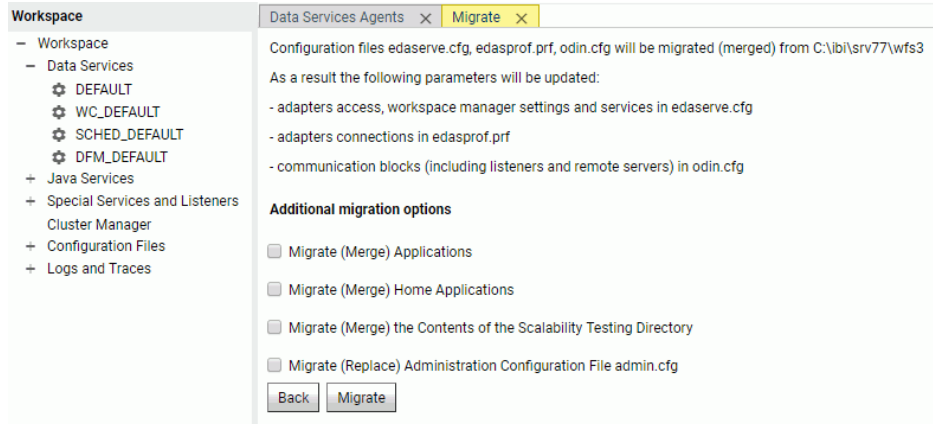 Workspace
Data Services Agents
Migrate
Workspace
Data Services
DEFAULT
WC_DEFAULT
SCHED_DEFAULT
DFM_DEFAULT
Java Services
Special Services and Listeners
Cluster Manager
Configuration Files
Logs and Traces
Configuration files edaserve.cfg, edasprof.prf, odin.cfg will be migrated (merged) from C:\ibi\srv77\wfs3
As a result the following parameters will be updated:
- adapters access, workspace manager settings and services in edaserve.cfg
- adapters connections in edasprof.prf
- communication blocks (including listeners and remote servers) in odin.cfg
Additional migration options
Migrate (Merge) Applications
Migrate (Merge) Home Applications
Migrate (Merge) the Contents of the Scalability Testing Directory
Migrate (Replace) Administration Configuration File admin.cfg
Back
Migrate